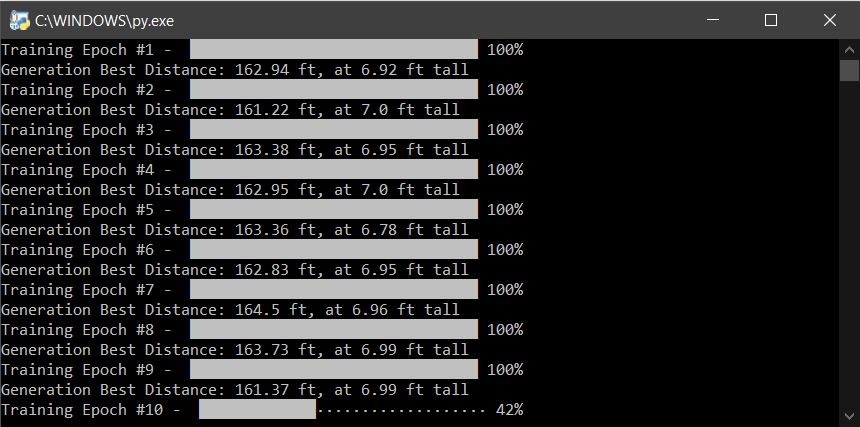 C:\WINDOWS\py.exe
Training Epoch #1 - 100%
Generation Best Distance: 162.94 ft, at 6.92 ft tall
Training Epoch #2 - 100%
Generation Best Distance: 161.22 ft, at 7.0 ft tall
Training Epoch #3 - 100%
Generation Best Distance: 163.38 ft, at 6.95 ft tall
Training Epoch #4 - 100%
Generation Best Distance: 162.95 ft, at 7.0 ft tall
Training Epoch #5 - 100%
Generation Best Distance: 163.36 ft, at 6.78 ft tall
Training Epoch #6 - 100%
Generation Best Distance: 162.83 ft, at 6.95 ft tall
Training Epoch #7 - 100%
Generation Best Distance: 164.5 ft, at 6.96 ft tall
Training Epoch #8 - 100%
Generation Best Distance: 163.73 ft, at 6.99 ft tall
Training Epoch #9 - 100%
Generation Best Distance: 161.37 ft, at 6.99 ft tall
Training Epoch #10 - ................... 42%